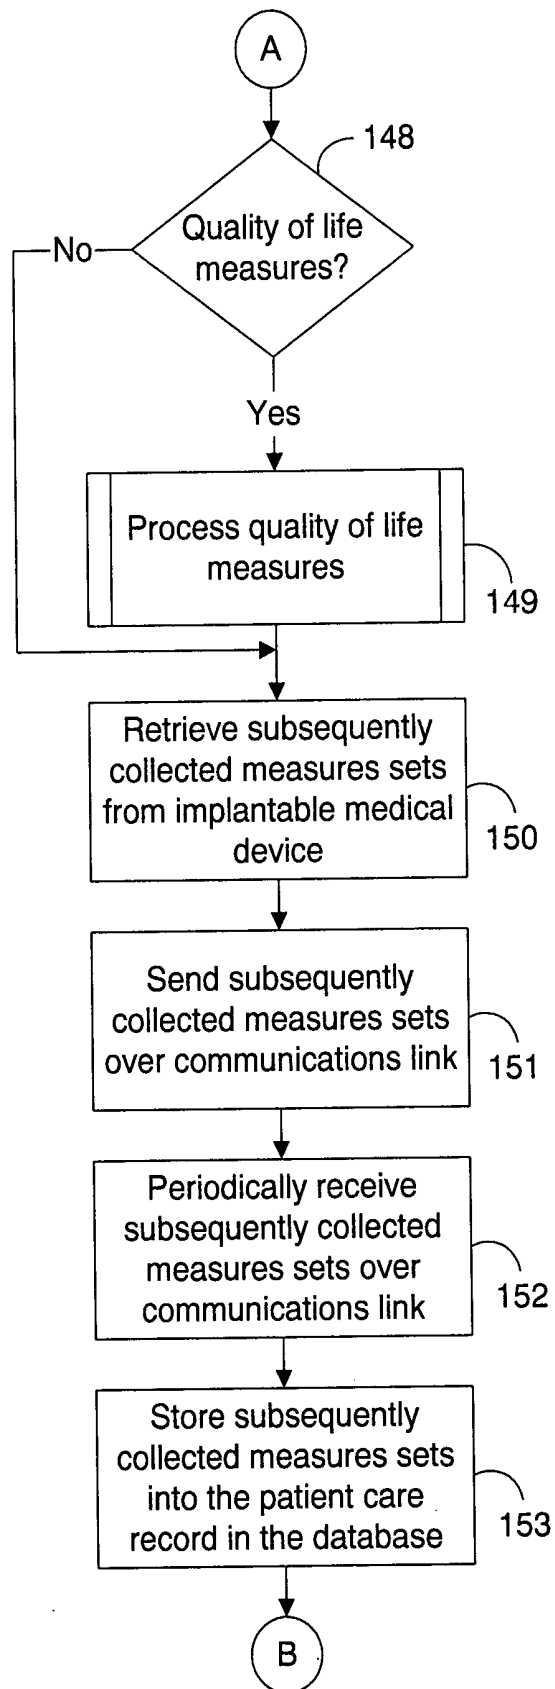 A
148
Quality of life
measures?
No
Yes
Process quality of life
measures
149
Retrieve subsequently
collected measures sets
from implantable medical
device
150
Send subsequently
collected measures sets
over communications link
151
Periodically receive
subsequently collected
measures sets over
communications link
152
Store subsequently
collected measures sets
into the patient care
record in the database
153
B